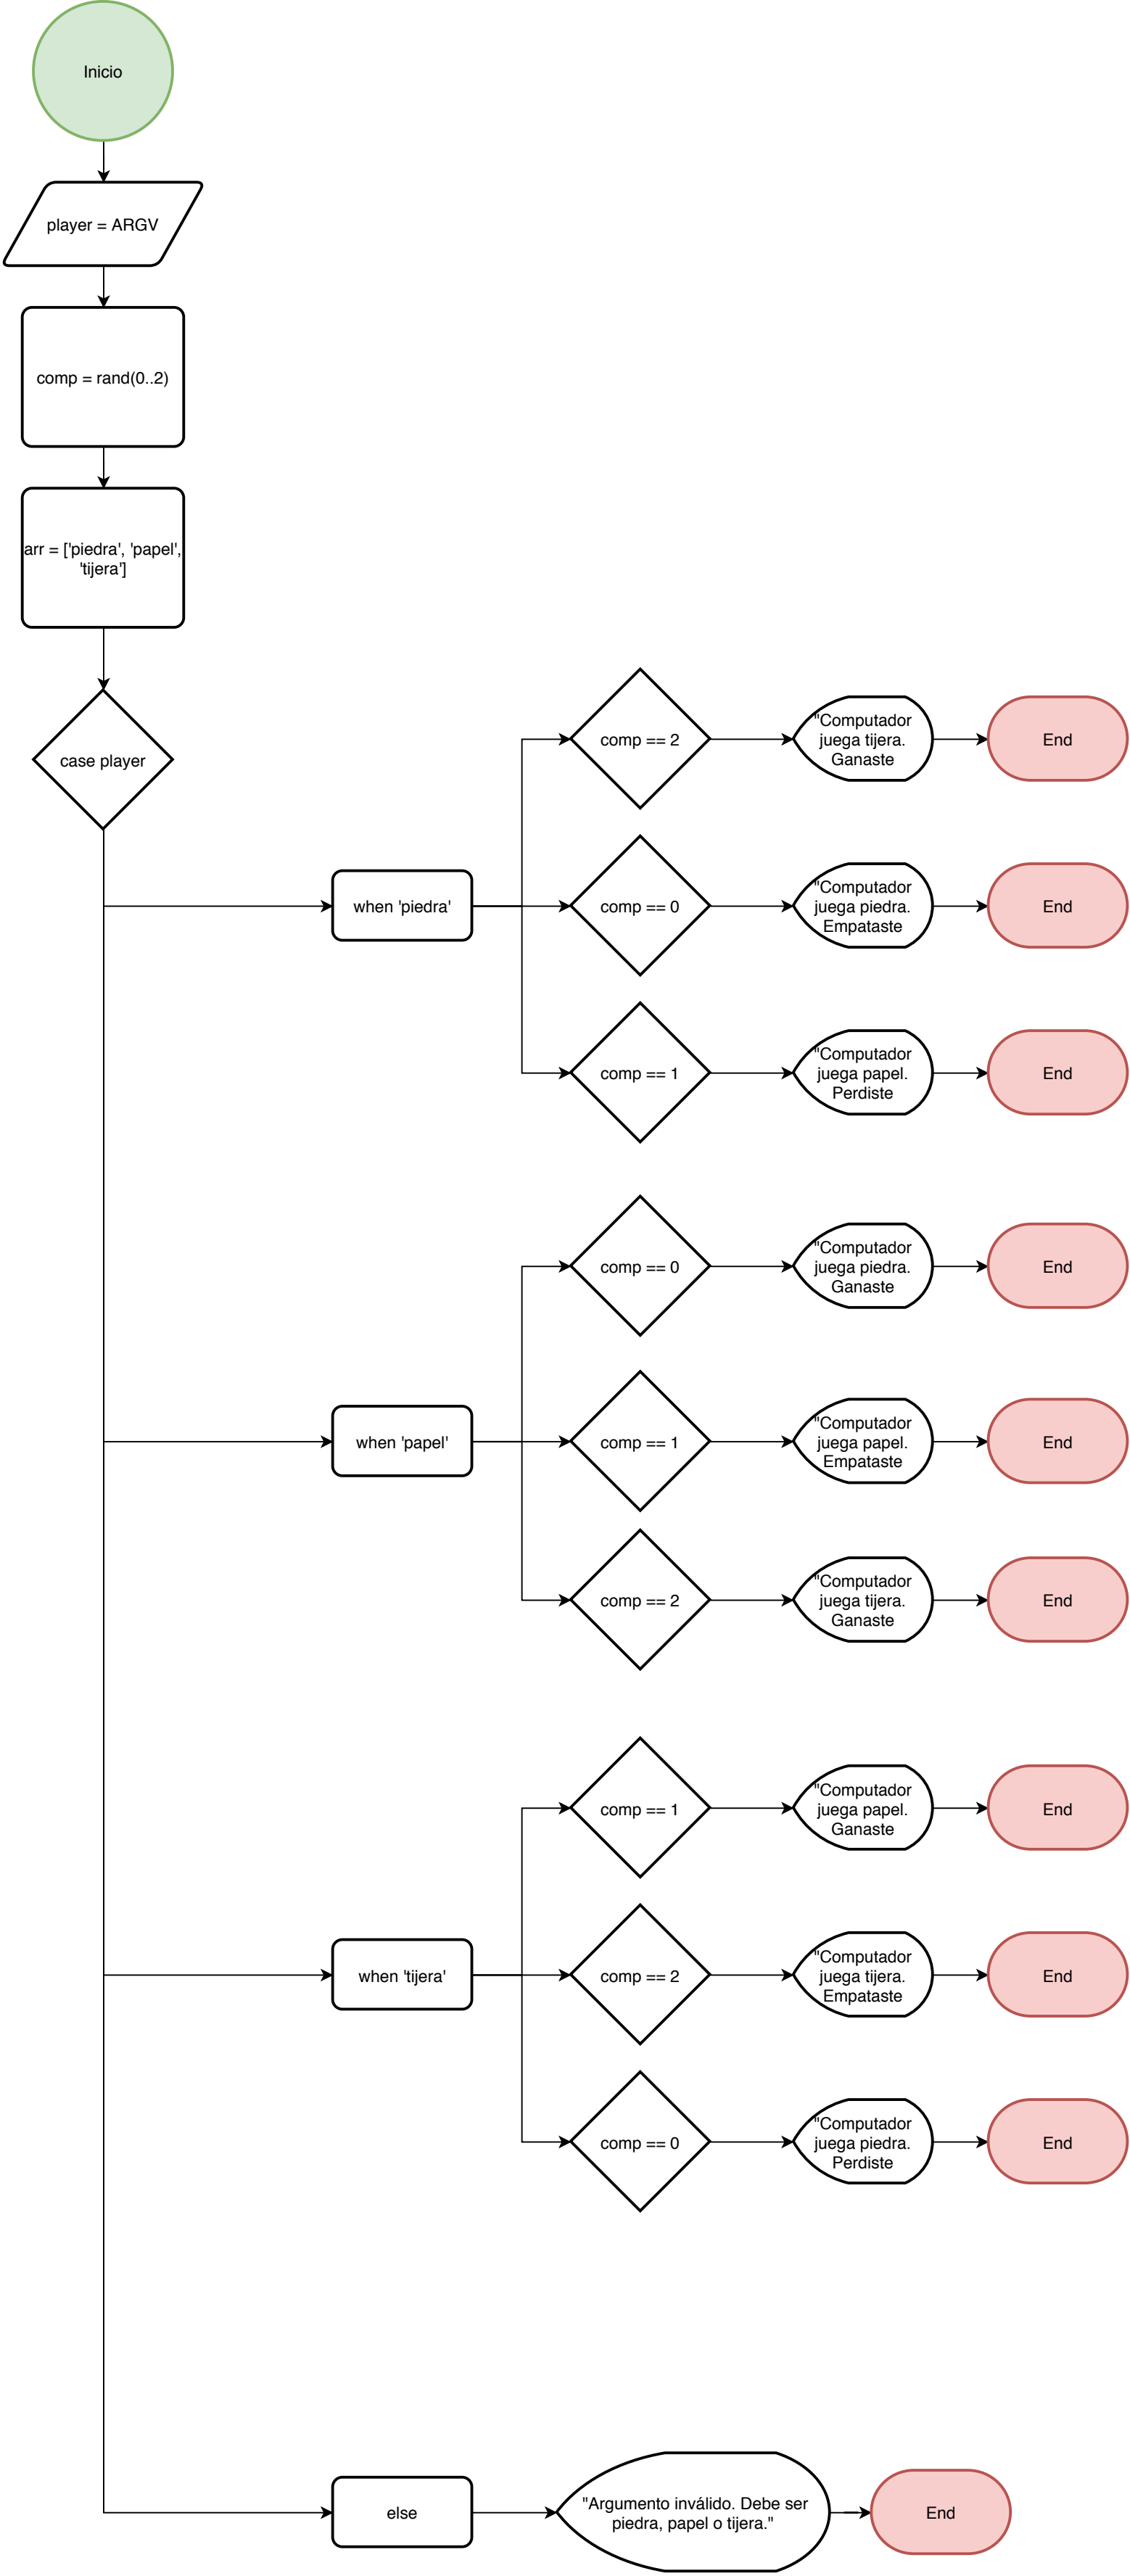 Inicio
player = ARGV
comp = rand(0..2)
arr = ['piedra', 'papel',
'tijera']
case player
when 'piedra'
comp == 2
"Computador
juega tijera.
Ganaste
End
comp == 0
"Computador
juega piedra.
Empataste
End
comp == 1
"Computador
juega papel.
Perdiste
End
when 'papel'
comp == 0
"Computador
juega piedra.
Ganaste
End
comp == 1
"Computador
juega papel.
Empataste
End
comp == 2
"Computador
juega tijera.
Ganaste
End
when 'tijera'
comp == 1
"Computador
juega papel.
Ganaste
End
comp == 2
"Computador
juega tijera.
Empataste
End
comp == 0
"Computador
juega piedra.
Perdiste
End
else
"Argumento inválido. Debe ser
piedra, papel o tijera."
End